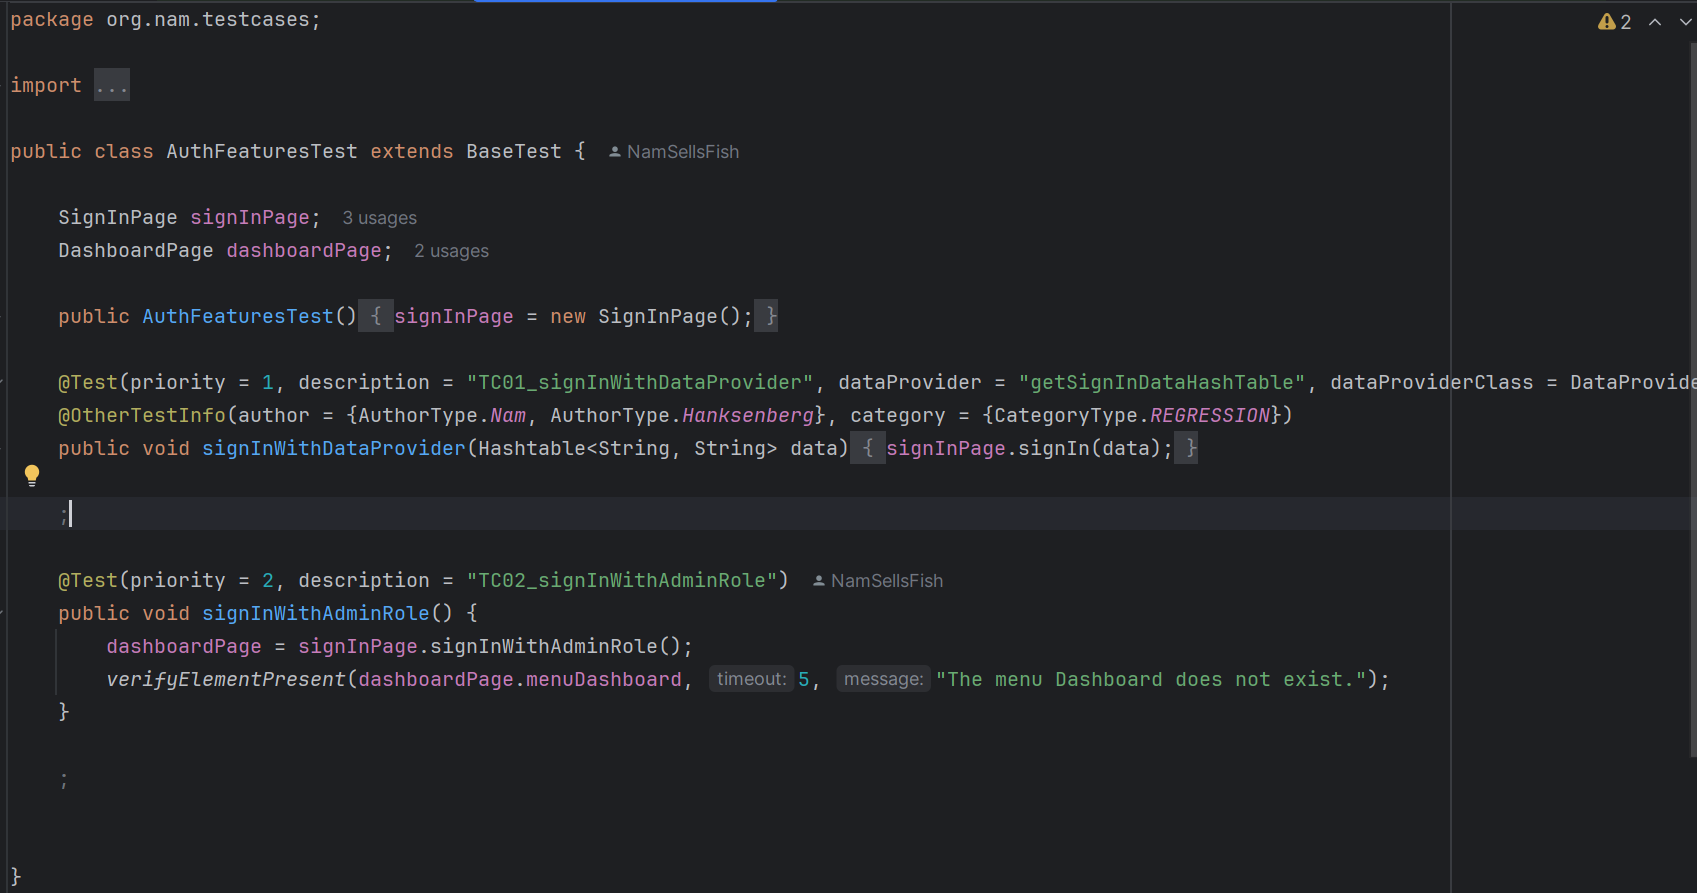 package org.nam.testcases;
2
import ...
public class AuthFeaturesTest extends BaseTest { NamSellsFish
SignInPage signInPage; 3 usages
DashboardPage dashboardPage; 2 usages
public AuthFeaturesTest() { signInPage = new SignInPage(); }
@Test(priority = 1, description = "TC01_signInWithDataProvider", dataProvider = "getSignInDataHashTable", dataProviderClass = DataProvide
@OtherTestInfo(author = {AuthorType.Nam, AuthorType.Hanksenberg}, category = {CategoryType.REGRESSION})
public void signInWithDataProvider(Hashtable<String, String> data) { signInPage.signIn(data); }
;
@Test(priority = 2, description = "TC02_signInWithAdminRole") NamSellsFish
public void signInWithAdminRole() {
dashboardPage = signInPage.signInWithAdminRole();
verifyElementPresent(dashboardPage.menuDashboard, timeout: 5, message: "The menu Dashboard does not exist.");
}
;
}